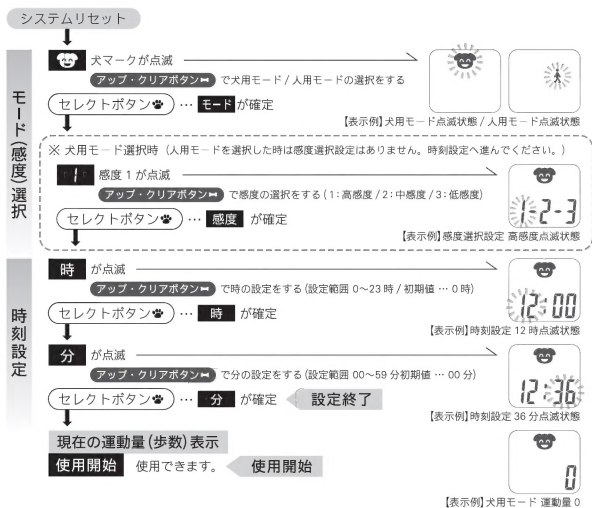 システムリセット
モード(感度)選択
犬マークが点滅
アップ・クリアボタン で犬用モード / 人用モードの選択をする
セレクトボタン … モード が確定
【表示例】犬用モード点滅状態 / 人用モード点滅状態
※ 犬用モード選択時 (人用モードを選択した時は感度選択設定はありません。時刻設定へ進んでください。)
1 感度 1 が点滅
アップ・クリアボタン で感度の選択をする (1:高感度 / 2:中感度 / 3:低感度)
1-2-3
セレクトボタン … 感度 が確定
【表示例】感度選択設定 高感度点滅状態
時刻設定
時 が点滅
アップ・クリアボタン で時の設定をする (設定範囲 0〜23 時 / 初期値 … 0 時)
12:00
セレクトボタン … 時 が確定
【表示例】時刻設定 12 時点滅状態
分 が点滅
アップ・クリアボタン で分の設定をする (設定範囲 00〜59 分初期値 … 00 分)
12:36
セレクトボタン … 分 が確定 設定終了
【表示例】時刻設定 36 分点滅状態
現在の運動量 (歩数) 表示
使用開始 使用できます。 使用開始
0
【表示例】犬用モード 運動量 0